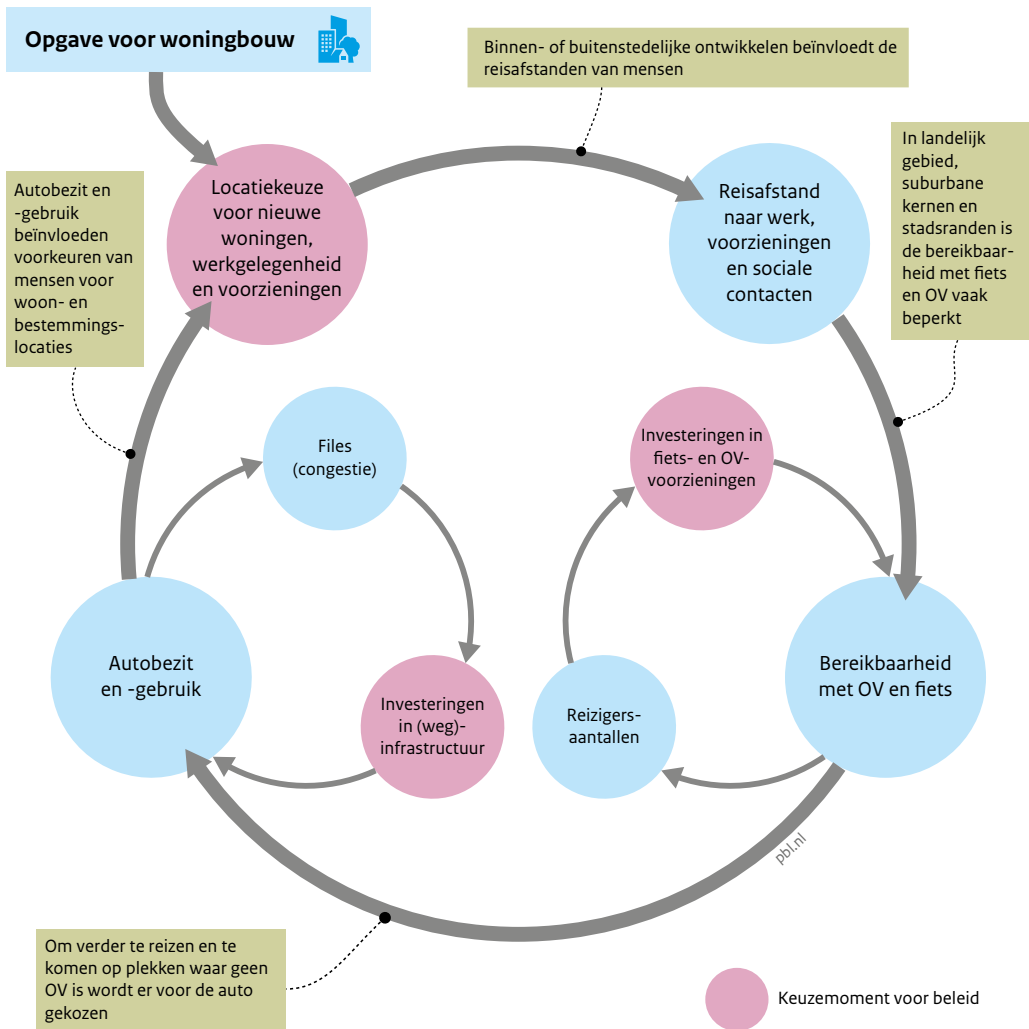 Opgave voor woningbouw
Binnen- of buitenstedelijke ontwikkelen beïnvloedt de
reisafstanden van mensen
In landelijk
gebied,
suburbane
kernen en
stadsranden is
de bereikbaar-
heid met fiets
en OV vaak
beperkt
Autobezit en
-gebruik
beïnvloeden
voorkeuren van
mensen voor
woon- en
bestemmings-
locaties
Locatiekeuze
voor nieuwe
woningen,
werkgelegenheid
en voorzieningen
Reisafstand
naar werk,
voorzieningen
en sociale
contacten
Files
(congestie)
Investeringen in
fiets- en OV-
voorzieningen
Autobezit
en -gebruik
Investeringen
in (weg)-
infrastructuur
Reizigers-
aantallen
Bereikbaarheid
met OV en fiets
pbl.nl
Om verder te reizen en te
komen op plekken waar geen
OV is wordt er voor de auto
gekozen
Keuzemoment voor beleid